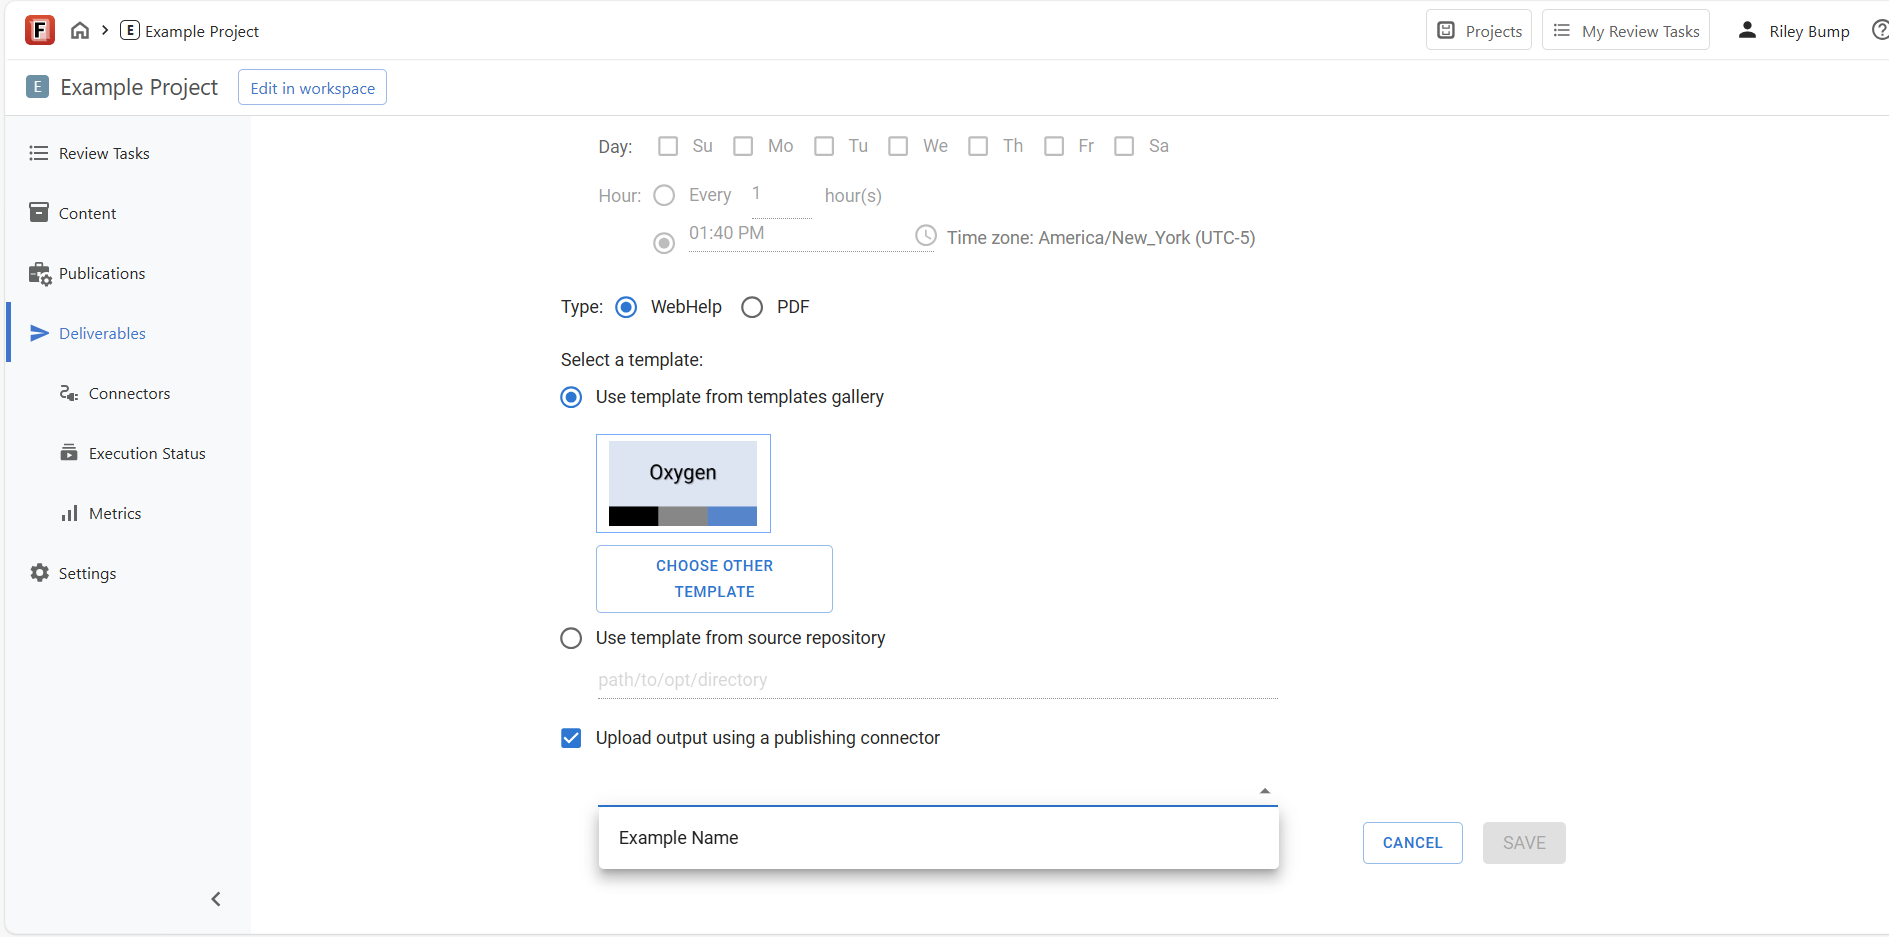 F E Example Project Projects My Review Tasks Riley Bump ?
E Example Project Edit in workspace
Review Tasks
Content
Publications
Deliverables
Connectors
Execution Status
Metrics
Settings
Day: Su Mo Tu We Th Fr Sa
Hour: Every 1 hour(s)
01:40 PM Time zone: America/New_York (UTC-5)
Type: WebHelp PDF
Select a template:
Use template from templates gallery
Oxygen
CHOOSE OTHER
TEMPLATE
Use template from source repository
path/to/opt/directory
Upload output using a publishing connector
Example Name
CANCEL SAVE